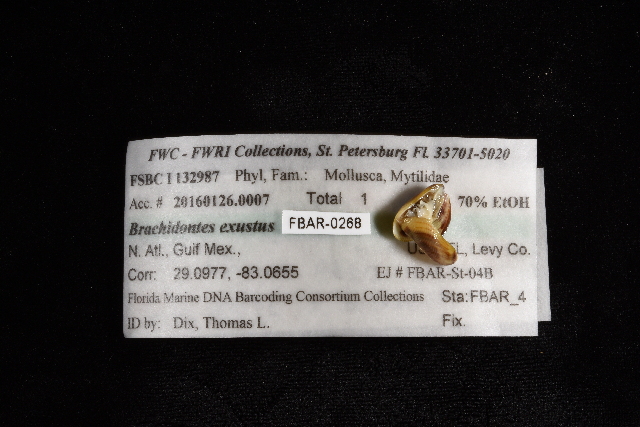 FWC - FWRI Collections, St. Petersburg Fl. 33701-5020
FSBC I 132987 Phyl, Fam.: Mollusca, Mytilidae
Acc. # 20160126.0007 Total 1 70% EtOH
Brachidontes exustus FBAR-0268
N. Atl., Gulf Mex., Levy Co.
Corr: 29.0977, -83.0655 EJ # FBAR-St-04B
Florida Marine DNA Barcoding Consortium Collections Sta: FBAR_4
ID by: Dix, Thomas L. Fix.